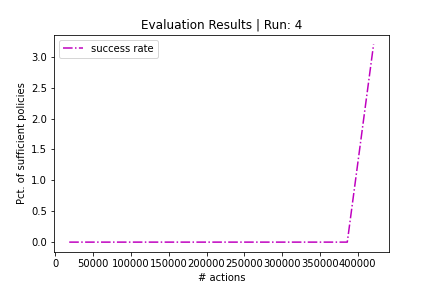 Evaluation Results | Run: 4
success rate
Pct. of sufficient policies
3.0
2.5
2.0
1.5
1.0
0.5
0.0
0 50000 100000 150000 200000 250000 300000 350000 400000
# actions